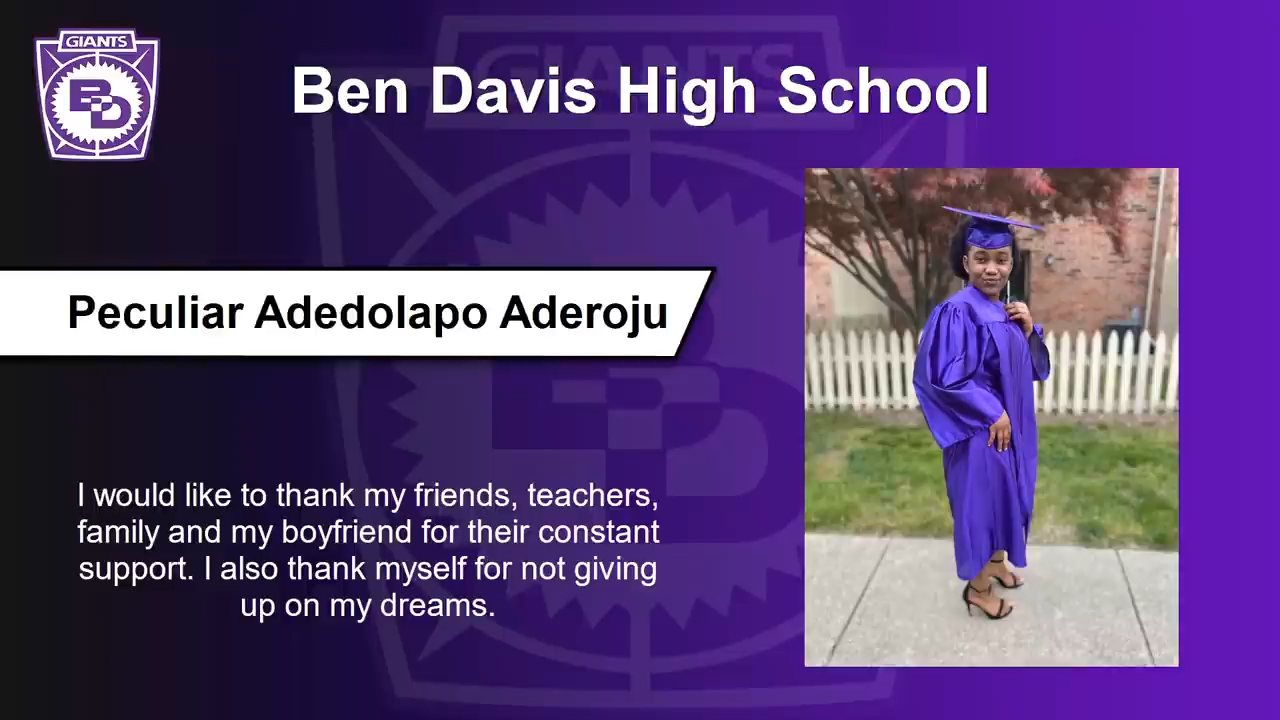 GIANTS
BD
GIANTS
Ben Davis High School
Peculiar Adedolapo Aderoju
I would like to thank my friends, teachers,
family and my boyfriend for their constant
support. I also thank myself for not giving
up on my dreams.